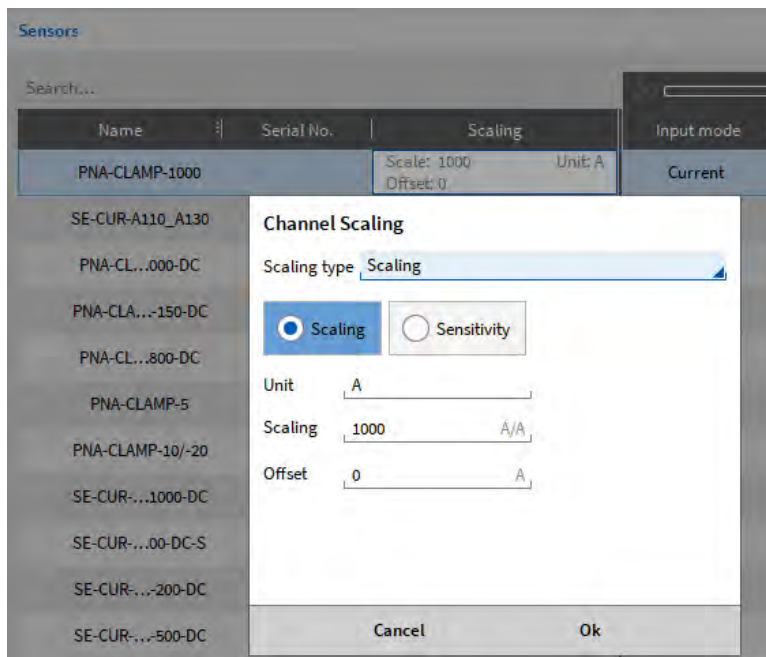 Sensors
Search...
Name Serial No. Scaling Input mode
PNA-CLAMP-1000 Scale: 1000 Unit: A Current
Offset: 0
SE-CUR-A110_A130
Channel Scaling
PNA-CL...000-DC
Scaling type Scaling
PNA-CLA...-150-DC
Scaling Sensitivity
PNA-CL...800-DC
Unit A
PNA-CLAMP-5
Scaling 1000 A/A
PNA-CLAMP-10/-20
Offset 0 A
SE-CUR-...1000-DC
SE-CUR-...00-DC-S
SE-CUR-...-200-DC
SE-CUR-...-500-DC
Cancel Ok